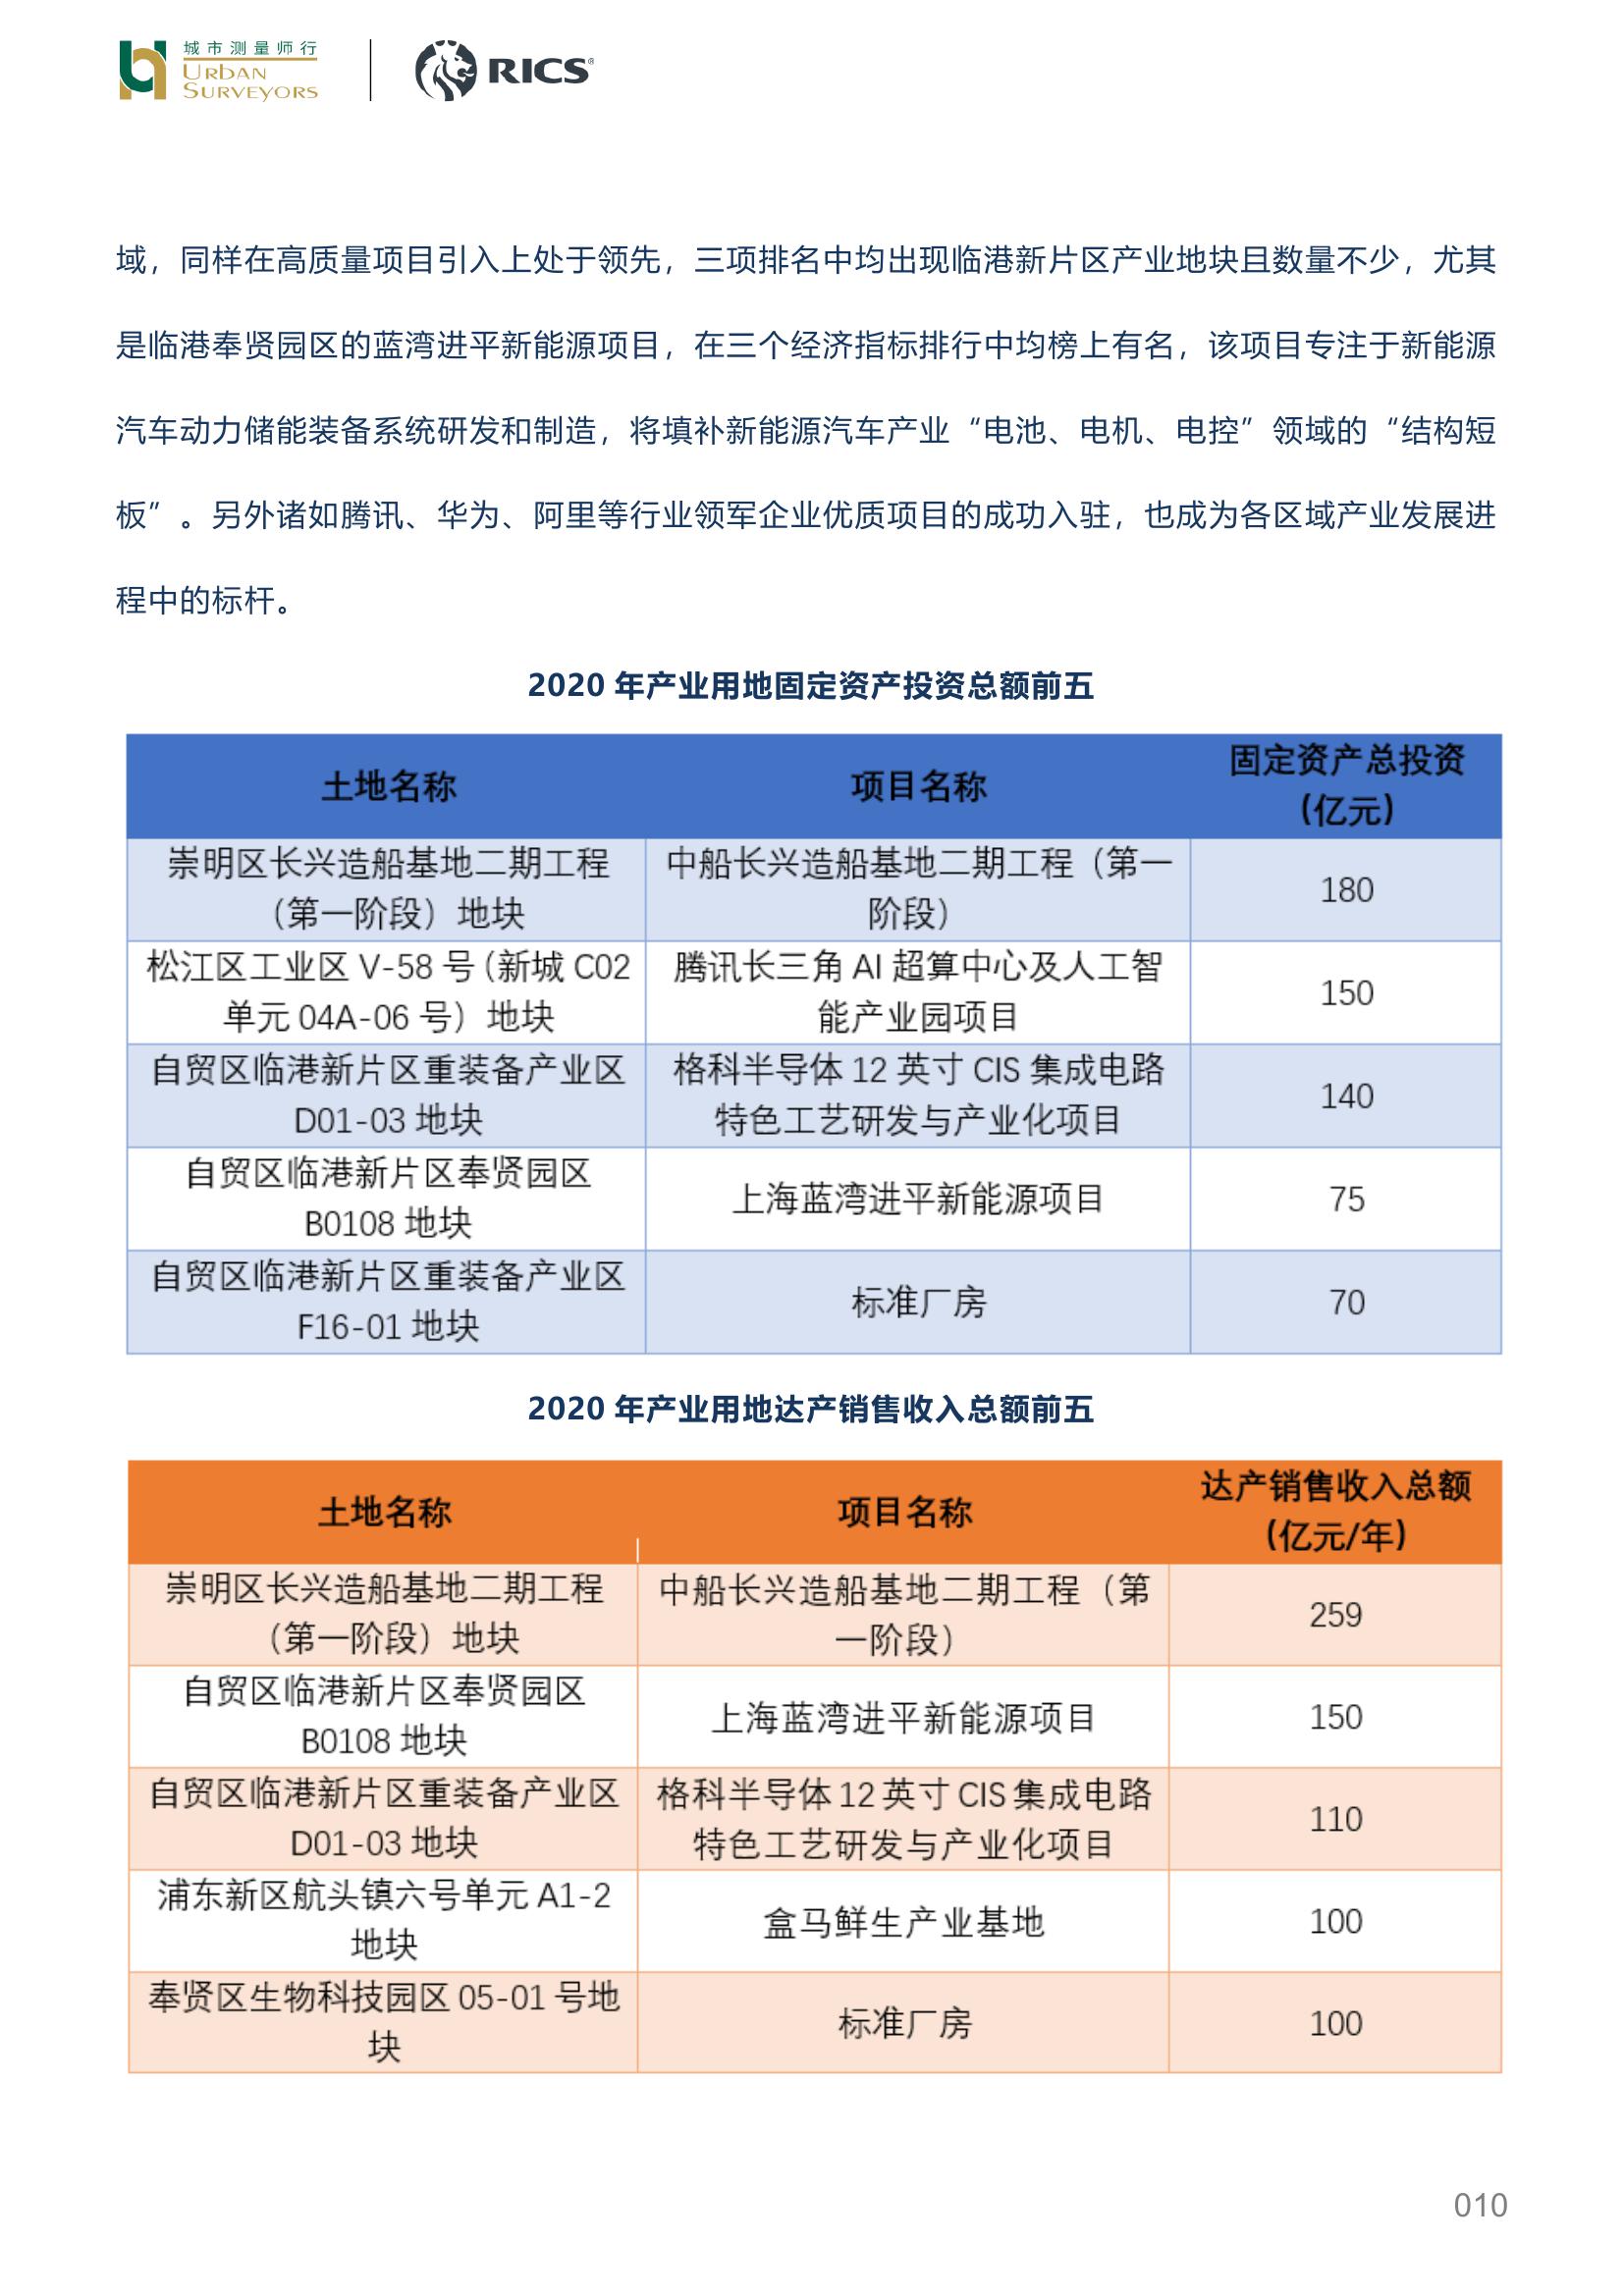 城市测量师行
URBAN
SURVEYORS
RICS®
域，同样在高质量项目引入上处于领先，三项排名中均出现临港新片区产业地块且数量不少，尤其
是临港奉贤园区的蓝湾进平新能源项目，在三个经济指标排行中均榜上有名，该项目专注于新能源
汽车动力储能装备系统研发和制造，将填补新能源汽车产业“电池、电机、电控”领域的“结构短
板”。另外诸如腾讯、华为、阿里等行业领军企业优质项目的成功入驻，也成为各区域产业发展进
程中的标杆。
2020 年产业用地固定资产投资总额前五
土地名称 项目名称 固定资产总投资
(亿元)
崇明区长兴造船基地二期工程
（第一阶段）地块
中船长兴造船基地二期工程（第一
阶段）
180
松江区工业区 V-58 号（新城 C02
单元 04A-06 号）地块
腾讯长三角 AI 超算中心及人工智
能产业园项目
150
自贸区临港新片区重装备产业区
D01-03 地块
格科半导体 12 英寸 CIS 集成电路
特色工艺研发与产业化项目
140
自贸区临港新片区奉贤园区
B0108 地块
上海蓝湾进平新能源项目
75
自贸区临港新片区重装备产业区
F16-01 地块
标准厂房
70
2020 年产业用地达产销售收入总额前五
土地名称 项目名称 达产销售收入总额
(亿元/年)
崇明区长兴造船基地二期工程
（第一阶段）地块
中船长兴造船基地二期工程（第
一阶段）
259
自贸区临港新片区奉贤园区
B0108 地块
上海蓝湾进平新能源项目
150
自贸区临港新片区重装备产业区
D01-03 地块
格科半导体 12 英寸 CIS 集成电路
特色工艺研发与产业化项目
110
浦东新区航头镇六号单元 A1-2
地块
盒马鲜生产业基地
100
奉贤区生物科技园区 05-01 号地
块
标准厂房
100
010